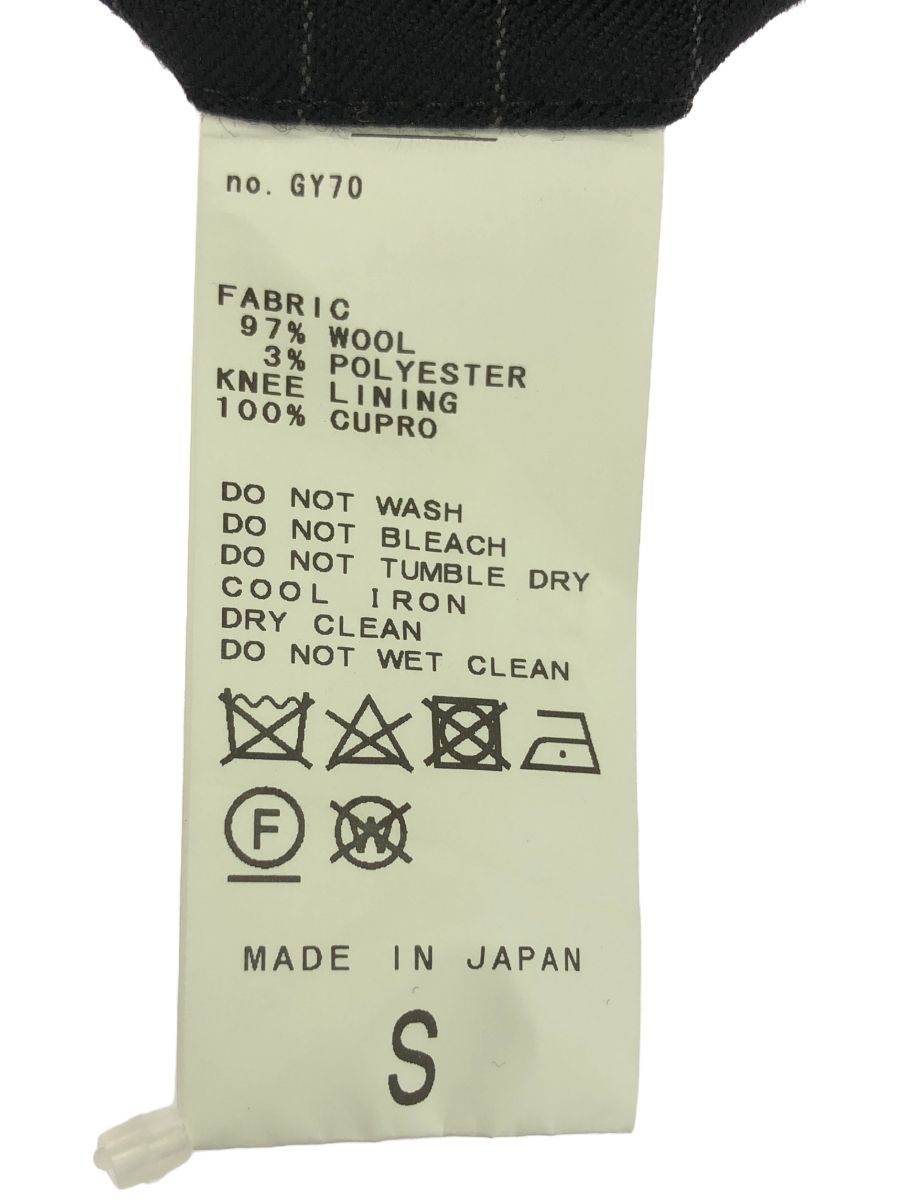 no. GY70
FABRIC
97% WOOL
3% POLYESTER
KNEE LINING
100% CUPRO
DO NOT WASH
DO NOT BLEACH
DO NOT TUMBLE DRY
COOL IRON
DRY CLEAN
DO NOT WET CLEAN
F W
MADE IN JAPAN
S